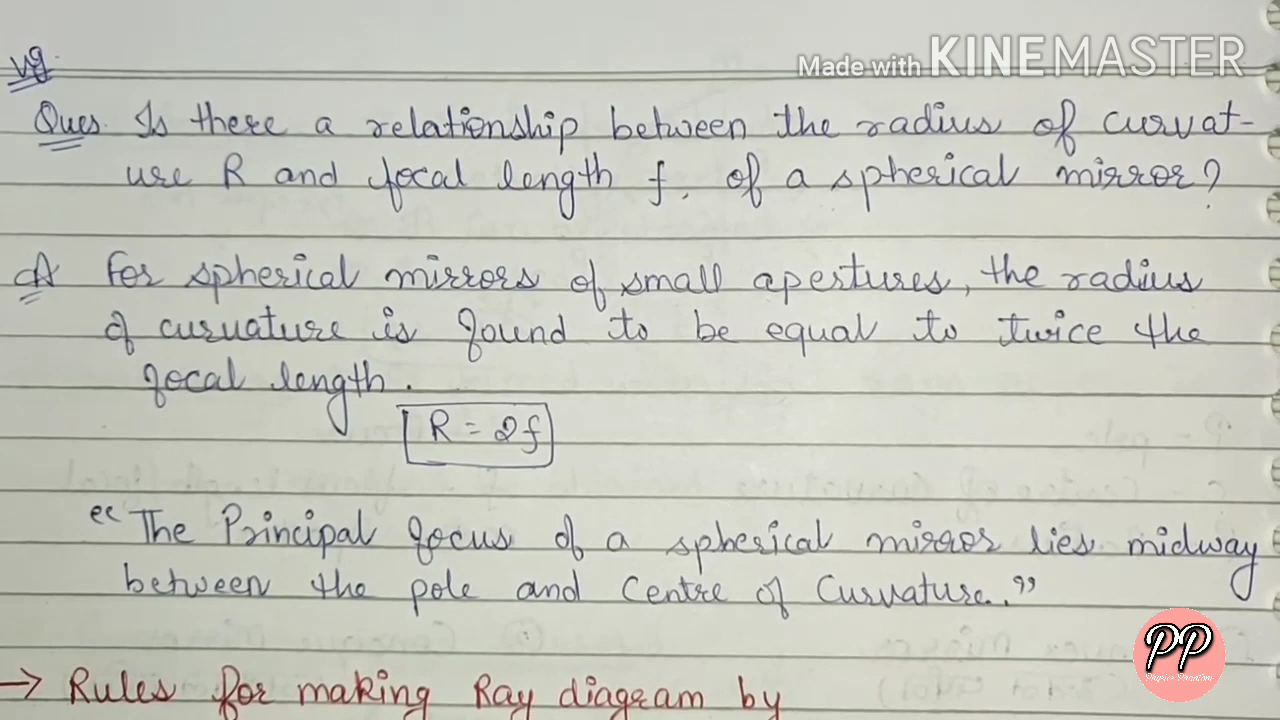 Made with KINEMASTER
Ques. Is there a relationship between the radius of curvat-
ure R and focal length f, of a spherical mirror?
A For spherical mirrors of small apertures, the radius
of curvature is found to be equal to twice the
focal length.
R = 2f
"The Principal focus of a spherical mirror lies midway
between the pole and Centre of Curvature."
PP
→ Rules for making Ray diagram by